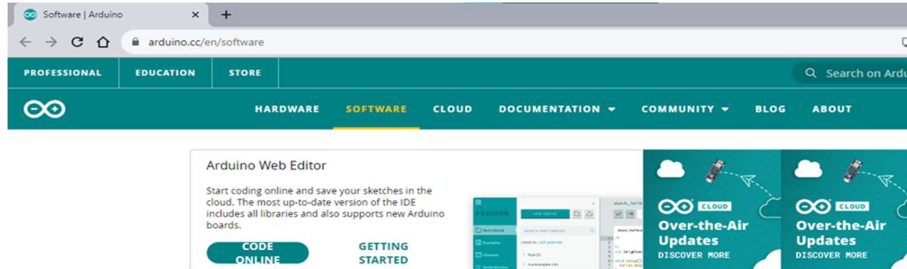 Software | Arduino
arduino.cc/en/software
PROFESSIONAL EDUCATION STORE
Search on Ardu
HARDWARE SOFTWARE CLOUD DOCUMENTATION COMMUNITY BLOG ABOUT
Arduino Web Editor
Start coding online and save your sketches in the
cloud. The most up-to-date version of the IDE
includes all libraries and also supports new Arduino
boards.
CODE
ONLINE
GETTING
STARTED
CLOUD
Over-the-Air
Updates
DISCOVER MORE
CLOUD
Over-the-Air
Updates
DISCOVER MORE